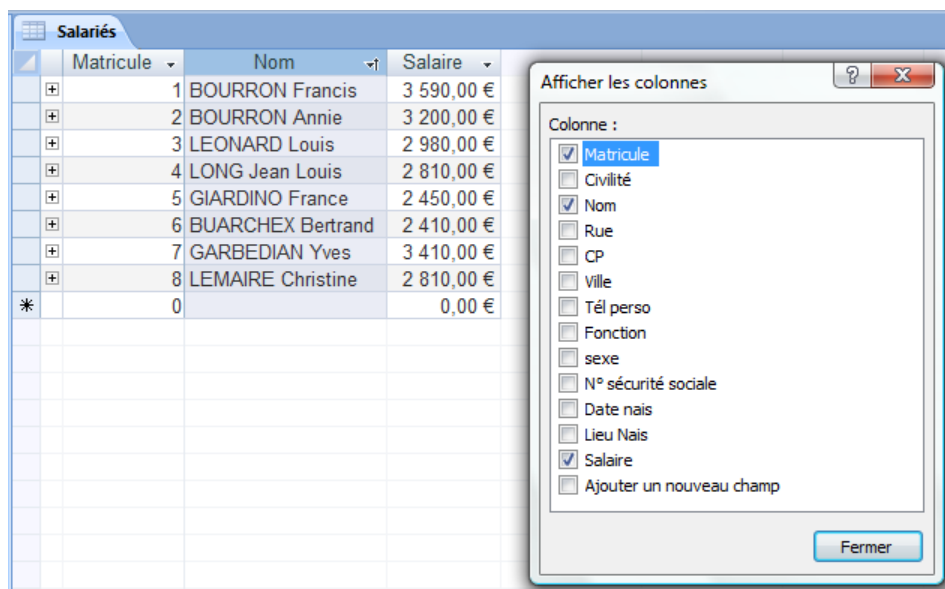 Salariés
Matricule Nom Salaire
1 BOURRON Francis 3 590,00 €
2 BOURRON Annie 3 200,00 €
3 LEONARD Louis 2 980,00 €
4 LONG Jean Louis 2 810,00 €
5 GIARDINO France 2 450,00 €
6 BUARCHEX Bertrand 2 410,00 €
7 GARBEDIAN Yves 3 410,00 €
8 LEMAIRE Christine 2 810,00 €
0 0,00 €
Afficher les colonnes
Colonne :
Matricule
Civilité
Nom
Rue
CP
Ville
Tél perso
Fonction
sexe
N° sécurité sociale
Date nais
Lieu Nais
Salaire
Ajouter un nouveau champ
Fermer